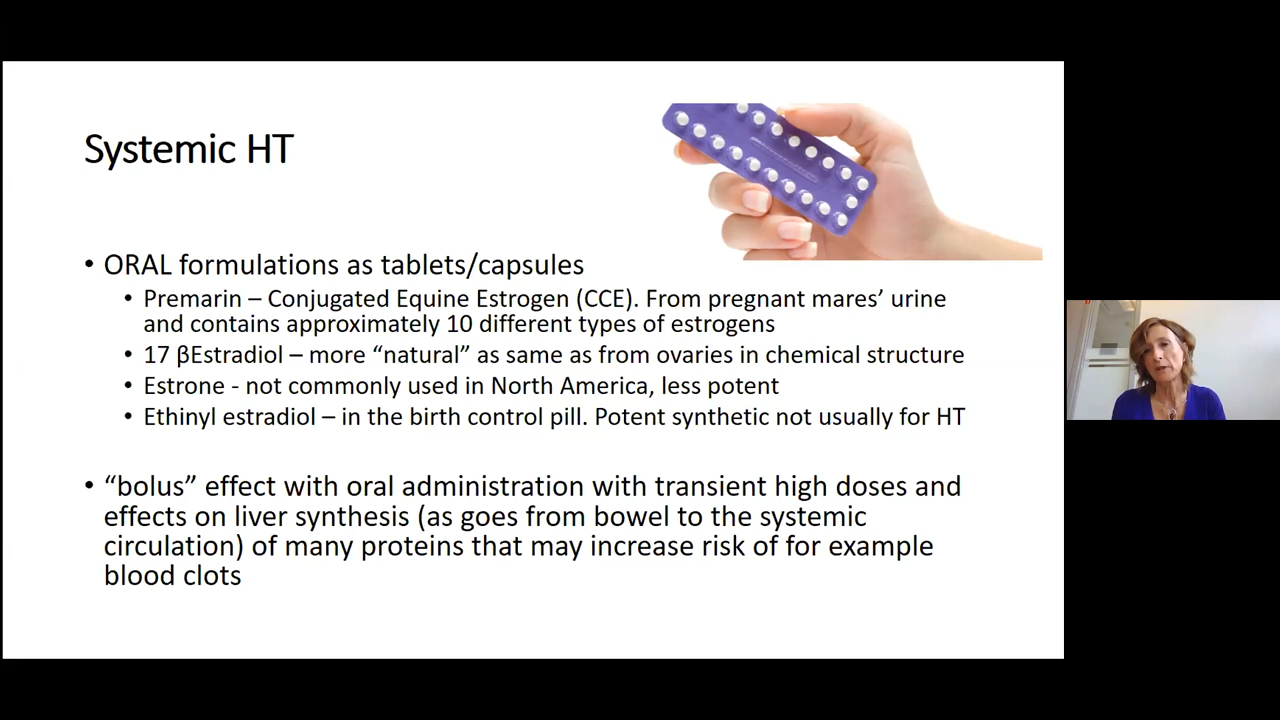 Systemic HT
• ORAL formulations as tablets/capsules
• Premarin – Conjugated Equine Estrogen (CCE). From pregnant mares’ urine
and contains approximately 10 different types of estrogens
• 17 βEstradiol – more “natural” as same as from ovaries in chemical structure
• Estrone - not commonly used in North America, less potent
• Ethinyl estradiol – in the birth control pill. Potent synthetic not usually for HT
• “bolus” effect with oral administration with transient high doses and
effects on liver synthesis (as goes from bowel to the systemic
circulation) of many proteins that may increase risk of for example
blood clots